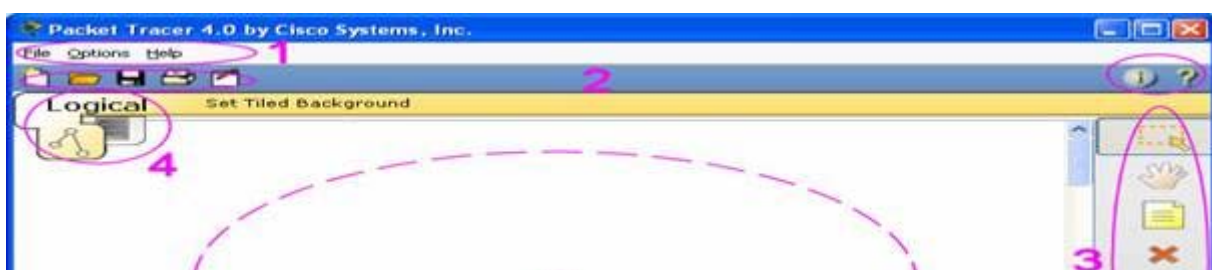 Packet Tracer 4.0 by Cisco Systems, Inc.
File Options Help 1
2
Logical Set Tiled Background
4
3